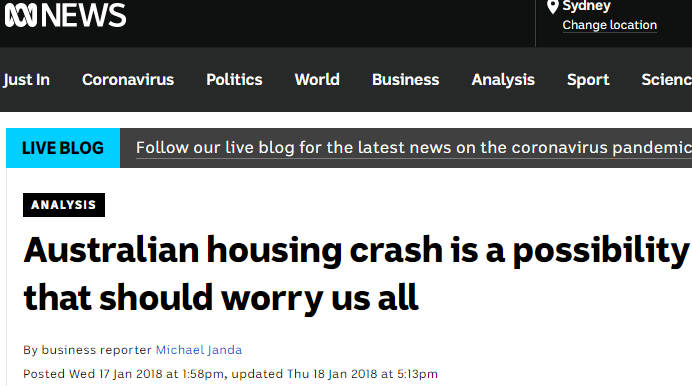 NEWS
Sydney
Change location
Just In Coronavirus Politics World Business Analysis Sport Scienc
LIVE BLOG Follow our live blog for the latest news on the coronavirus pandemic
ANALYSIS
Australian housing crash is a possibility
that should worry us all
By business reporter Michael Janda
Posted Wed 17 Jan 2018 at 1:58pm, updated Thu 18 Jan 2018 at 5:13pm